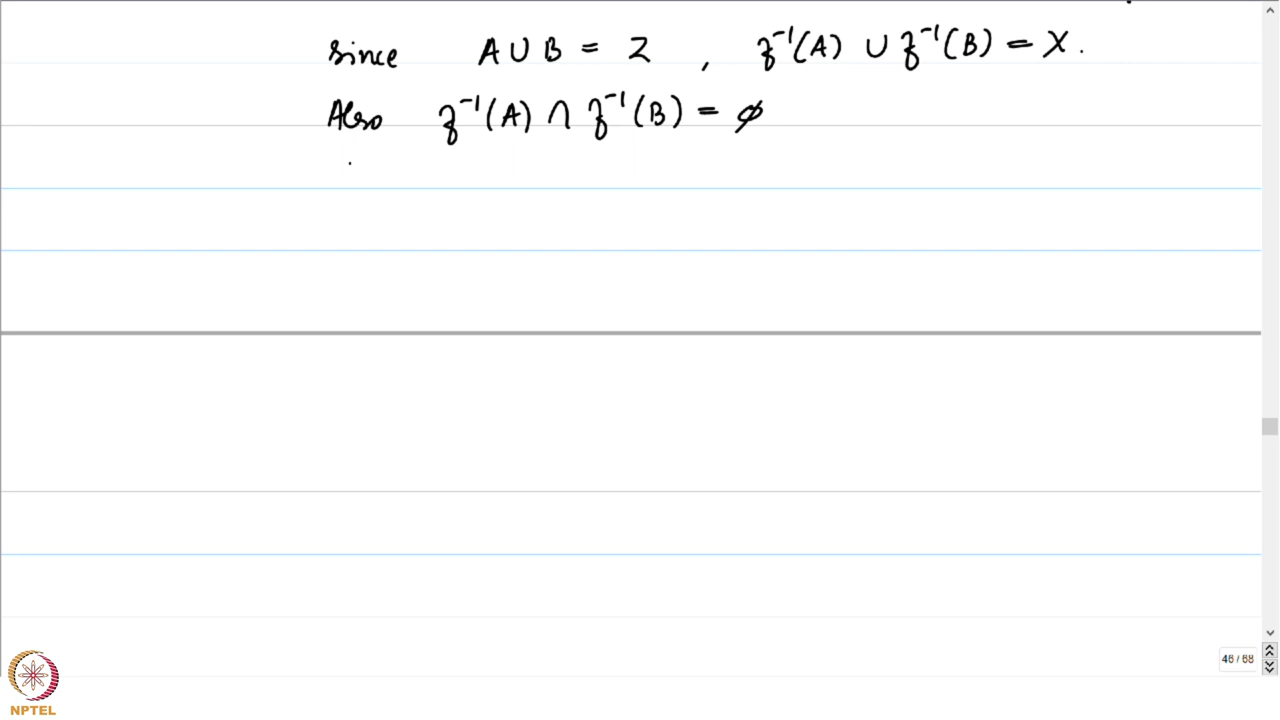 since A ∪ B = Z , f⁻¹(A) ∪ f⁻¹(B) = X .
Also f⁻¹(A) ∩ f⁻¹(B) = ϕ
46 / 68
NPTEL